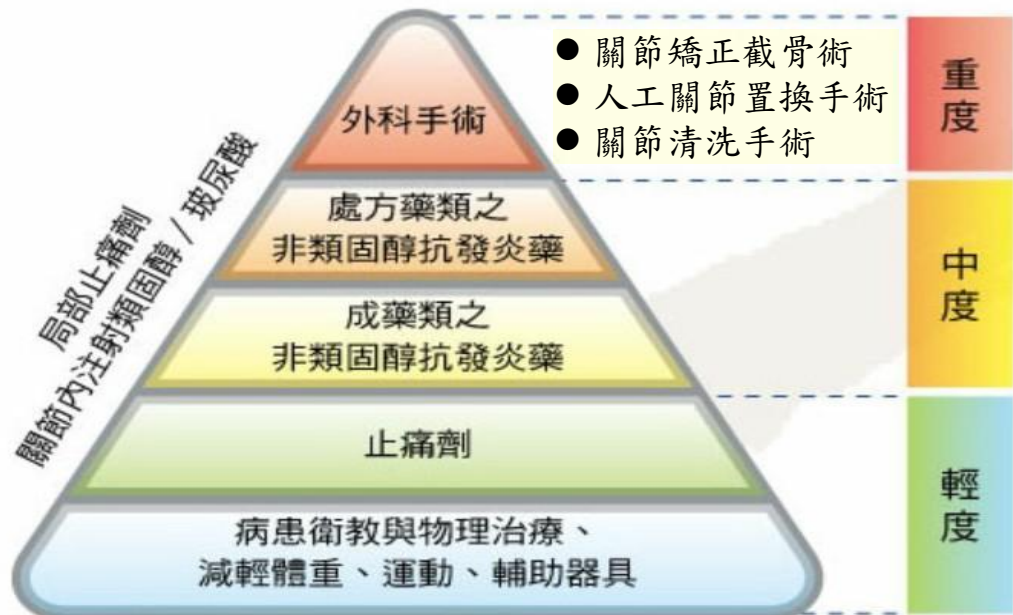 外科手術
● 關節矯正截骨術
● 人工關節置換手術
● 關節清洗手術
重度
處方藥類之
非類固醇抗發炎藥
成藥類之
非類固醇抗發炎藥
中度
止痛劑
病患衛教與物理治療、
減輕體重、運動、輔助器具
輕度
局部止痛劑
關節內注射類固醇 / 玻尿酸